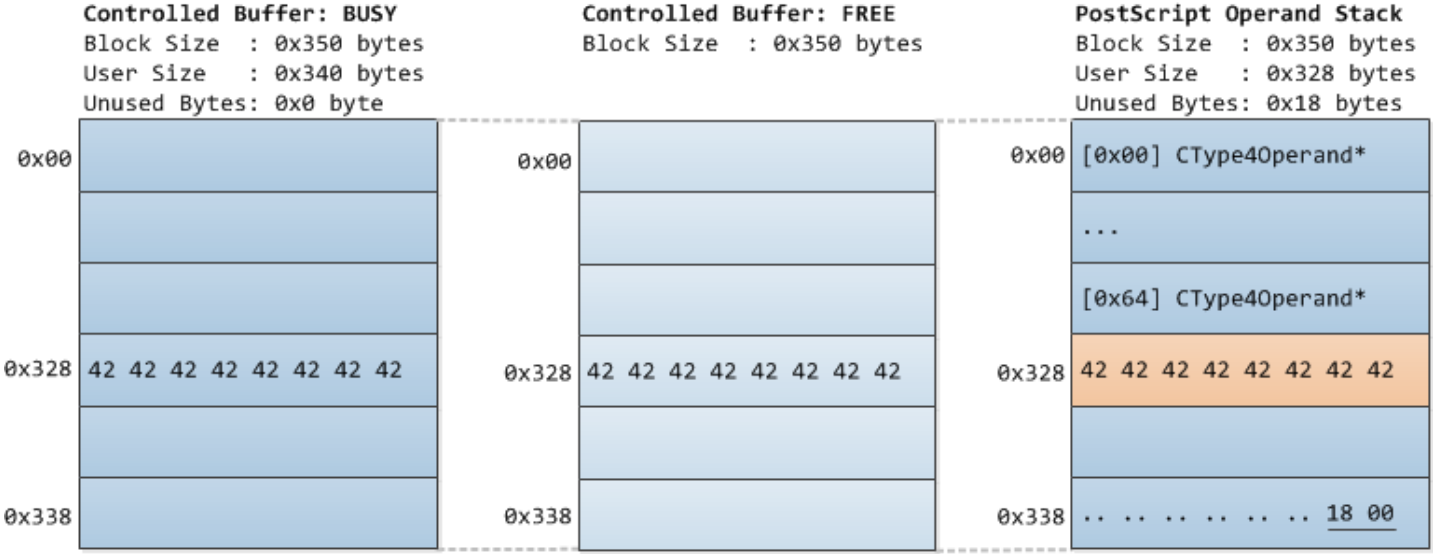 Controlled Buffer: BUSY
Block Size : 0x350 bytes
User Size : 0x340 bytes
Unused Bytes: 0x0 byte
0x00
0x328 42 42 42 42 42 42 42 42
0x338
Controlled Buffer: FREE
Block Size : 0x350 bytes
0x00
0x328 42 42 42 42 42 42 42 42
0x338
PostScript Operand Stack
Block Size : 0x350 bytes
User Size : 0x328 bytes
Unused Bytes: 0x18 bytes
0x00 [0x00] CType4Operand*
...
[0x64] CType4Operand*
0x328 42 42 42 42 42 42 42 42
0x338 .. .. .. .. .. .. 18 00